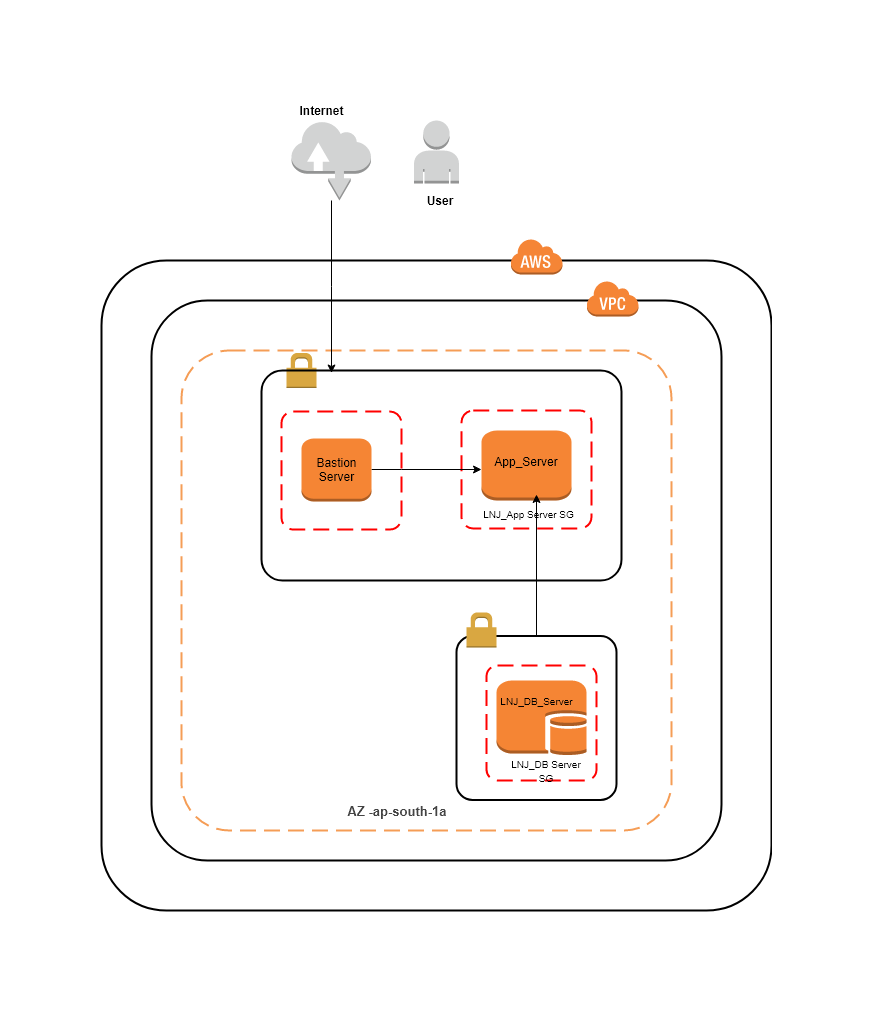 Internet
User
AWS
VPC
Bastion
Server
App_Server
LNJ_App Server SG
LNJ_DB_Server
LNJ_DB Server
SG
AZ -ap-south-1a